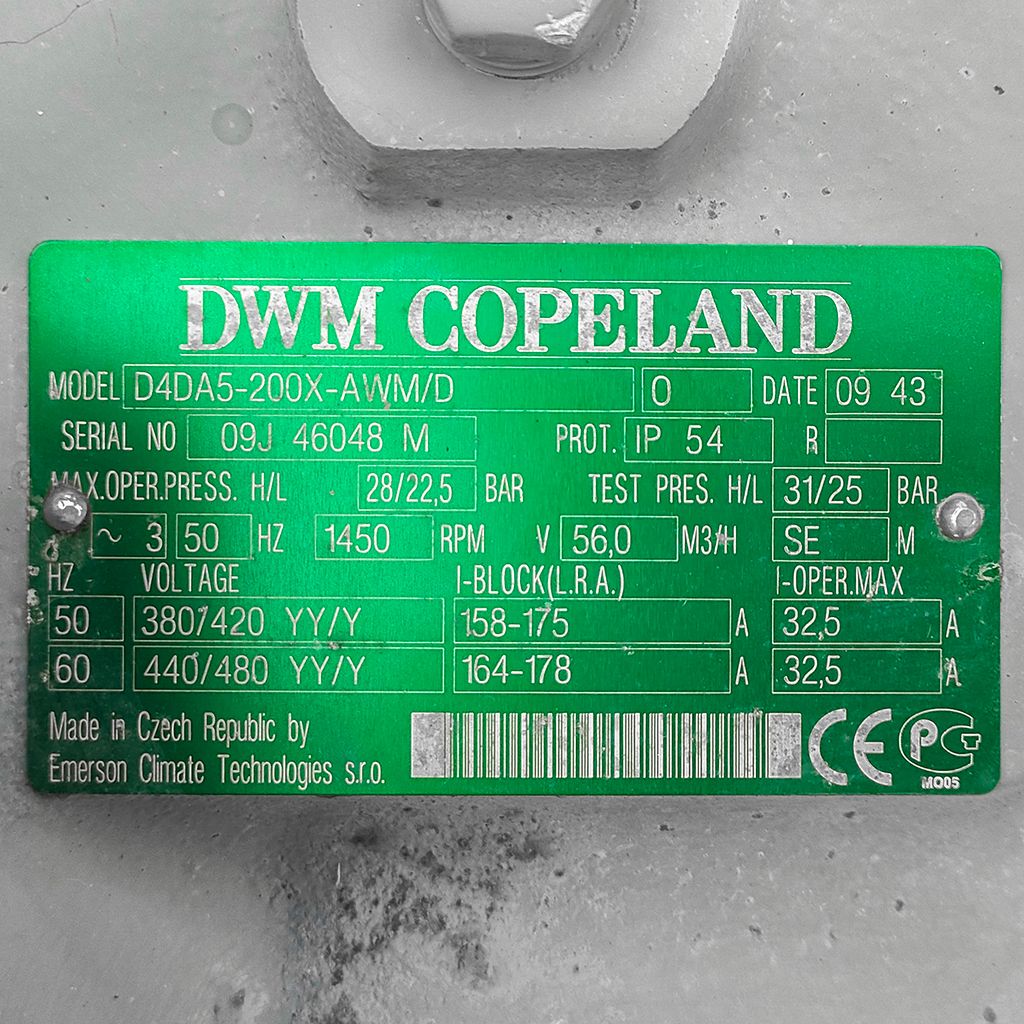 DWM COPELAND
MODEL D4DA5-200X-AWM/D 0 DATE 09 43
SERIAL NO 09J 46048 M PROT. IP 54 R
MAX.OPER.PRESS. H/L 28/22,5 BAR TEST PRES. H/L 31/25 BAR
~ 3 50 HZ 1450 RPM V 56,0 M3/H SE M
HZ VOLTAGE I-BLOCK(L.R.A.) I-OPER.MAX
50 380/420 YY/Y 158-175 A 32,5 A
60 440/480 YY/Y 164-178 A 32,5 A
Made in Czech Republic by
Emerson Climate Technologies s.r.o.
CE
PCT
MO05